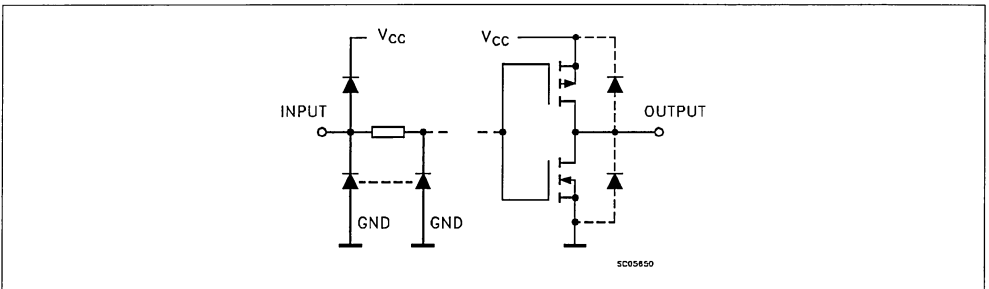 VCC
VCC
INPUT
OUTPUT
GND
GND
SC05650